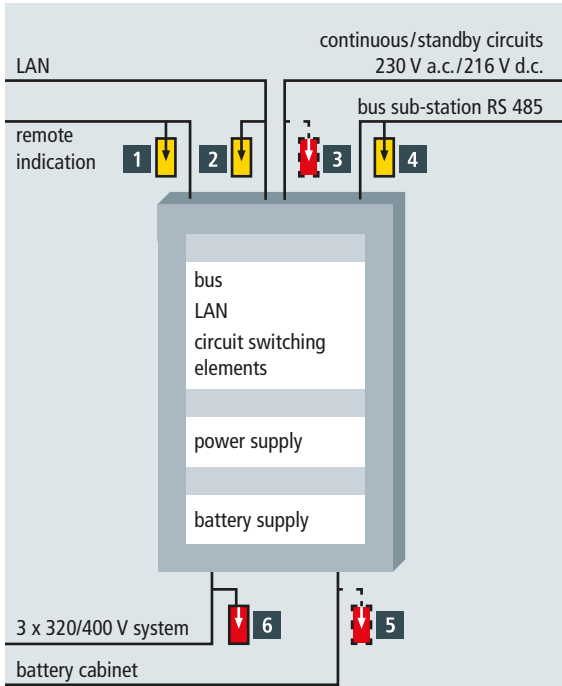 continuous/standby circuits
LAN
230 V a.c./216 V d.c.
bus sub-station RS 485
remote
indication
1
2
3
4
bus
LAN
circuit switching
elements
power supply
battery supply
3 x 320/400 V system
6
5
battery cabinet